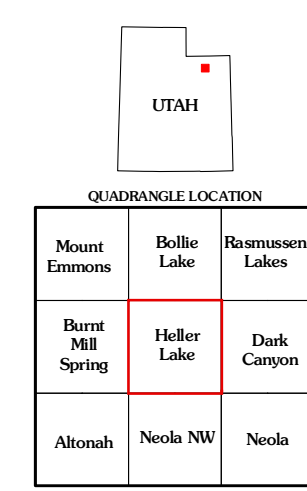 UTAH
QUADRANGLE LOCATION
Mount
Emmons
Bollie
Lake
Rasmussen
Lakes
Burnt
Mill
Spring
Heller
Lake
Dark
Canyon
Altonah
Neola NW
Neola